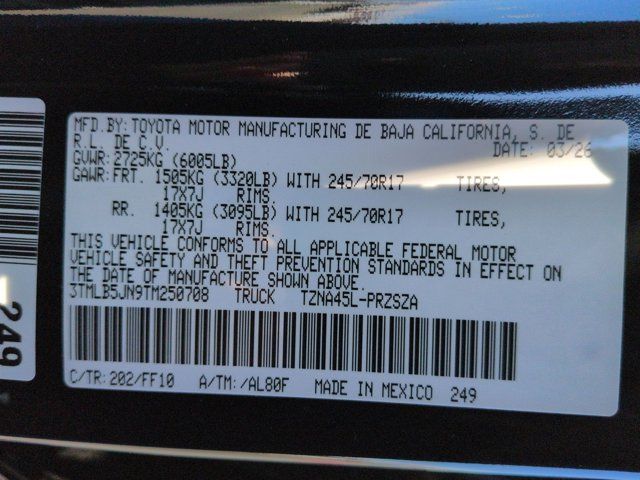 MFD.BY: TOYOTA MOTOR MANUFACTURING DE BAJA CALIFORNIA, S. DE
R.L. DE C.V. DATE: 03/26
GVWR: 2725KG (6005LB)
GAWR: FRT. 1505KG (3320LB) WITH 245/70R17 TIRES,
17X7J RIMS.
RR. 1405KG (3095LB) WITH 245/70R17 TIRES,
17X7J RIMS.
THIS VEHICLE CONFORMS TO ALL APPLICABLE FEDERAL MOTOR
VEHICLE SAFETY AND THEFT PREVENTION STANDARDS IN EFFECT ON
THE DATE OF MANUFACTURE SHOWN ABOVE.
3TMLB5JN9TM250708 TRUCK TZNA45L-PRZSZA
C/TR: 202/FF10 A/TM: /AL80F MADE IN MEXICO 249
249